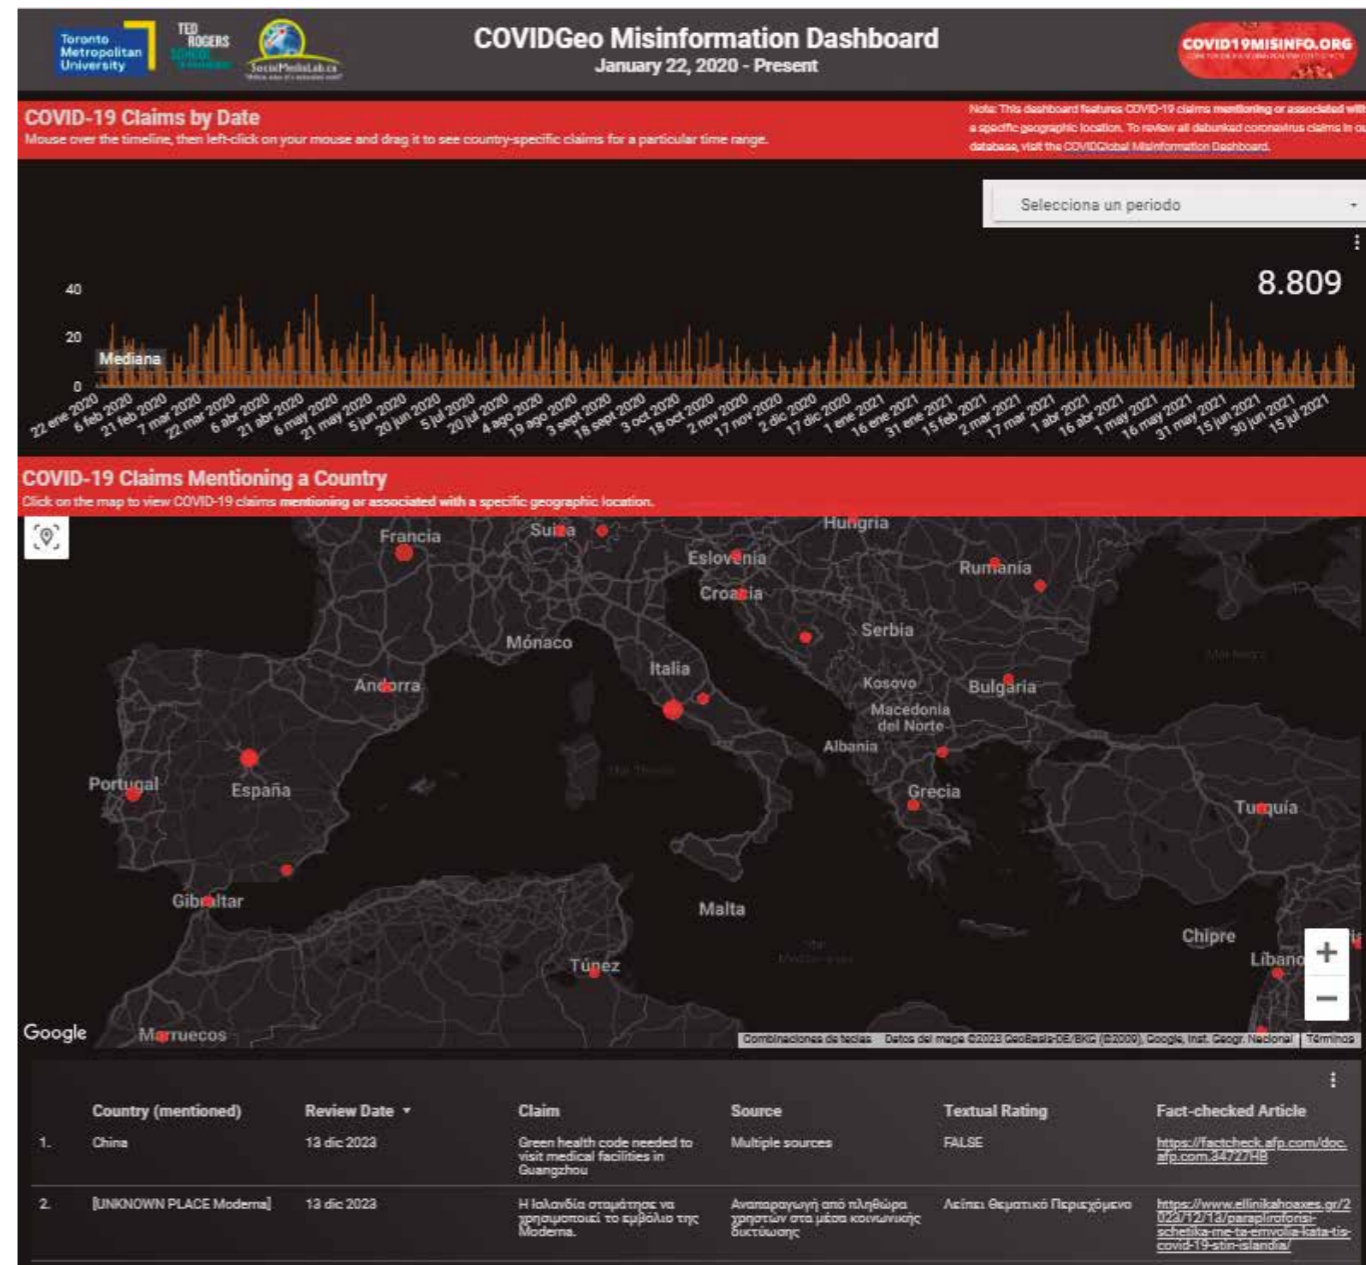 Toronto
Metropolitan
University
TED
ROGERS
SCHOOL
SocialMediaLab.ca
COVIDGeo Misinformation Dashboard
January 22, 2020 - Present
COVID19MISINFO.ORG
COVID-19 Claims by Date
Mouse over the timeline, then left-click on your mouse and drag it to see country-specific claims for a particular time range.
Note: This dashboard features COVID-19 claims mentioning or associated with
a specific geographic location. To review all debunked coronavirus claims in ou
database, visit the COVIDGlobal Misinformation Dashboard.
Selecciona un periodo
8.809
40
20
Mediana
0
22 ene 2020
6 feb 2020
21 feb 2020
7 mar 2020
22 mar 2020
6 abr 2020
21 abr 2020
6 may 2020
21 may 2020
5 jun 2020
20 jun 2020
5 jul 2020
20 jul 2020
4 ago 2020
19 ago 2020
3 sept 2020
18 sept 2020
3 oct 2020
18 oct 2020
2 nov 2020
17 nov 2020
2 dic 2020
17 dic 2020
1 ene 2021
16 ene 2021
31 ene 2021
15 feb 2021
2 mar 2021
17 mar 2021
1 abr 2021
16 abr 2021
1 may 2021
16 may 2021
31 may 2021
15 jun 2021
30 jun 2021
15 jul 2021
COVID-19 Claims Mentioning a Country
Click on the map to view COVID-19 claims mentioning or associated with a specific geographic location.
Francia
Suiza
Hungría
Eslovenia
Rumanía
Croacia
Mónaco
Serbia
Italia
Andorra
Kosovo
Bulgaria
Macedonia
del Norte
Albania
Portugal
España
Grecia
Turquía
Gibraltar
Malta
Chipre
Líbano
Túnez
Marruecos
Google
Combinaciones de teclas
Datos del mapa ©2023 GeoBasis-DE/BKG (©2009), Google, Inst. Geogr. Nacional
Términos
Country (mentioned)
Review Date
Claim
Source
Textual Rating
Fact-checked Article
1.
China
13 dic 2023
Green health code needed to
visit medical facilities in
Guangzhou
Multiple sources
FALSE
https://factcheck.afp.com/doc.
afp.com.34727HB
2.
[UNKNOWN PLACE Moderna]
13 dic 2023
Η Ισλανδία σταμάτησε να
χρησιμοποιεί το εμβόλιο της
Moderna.
Αναπαραγωγή από πληθώρα
χρηστών στα μέσα κοινωνικής
δικτύωσης
Λείπει Θεματικό Περιεχόμενο
https://www.ellinikahoaxes.gr/2
023/12/13/parapliroforisi-
schetika-me-ta-emvolia-kata-tis-
covid-19-stin-islandia/